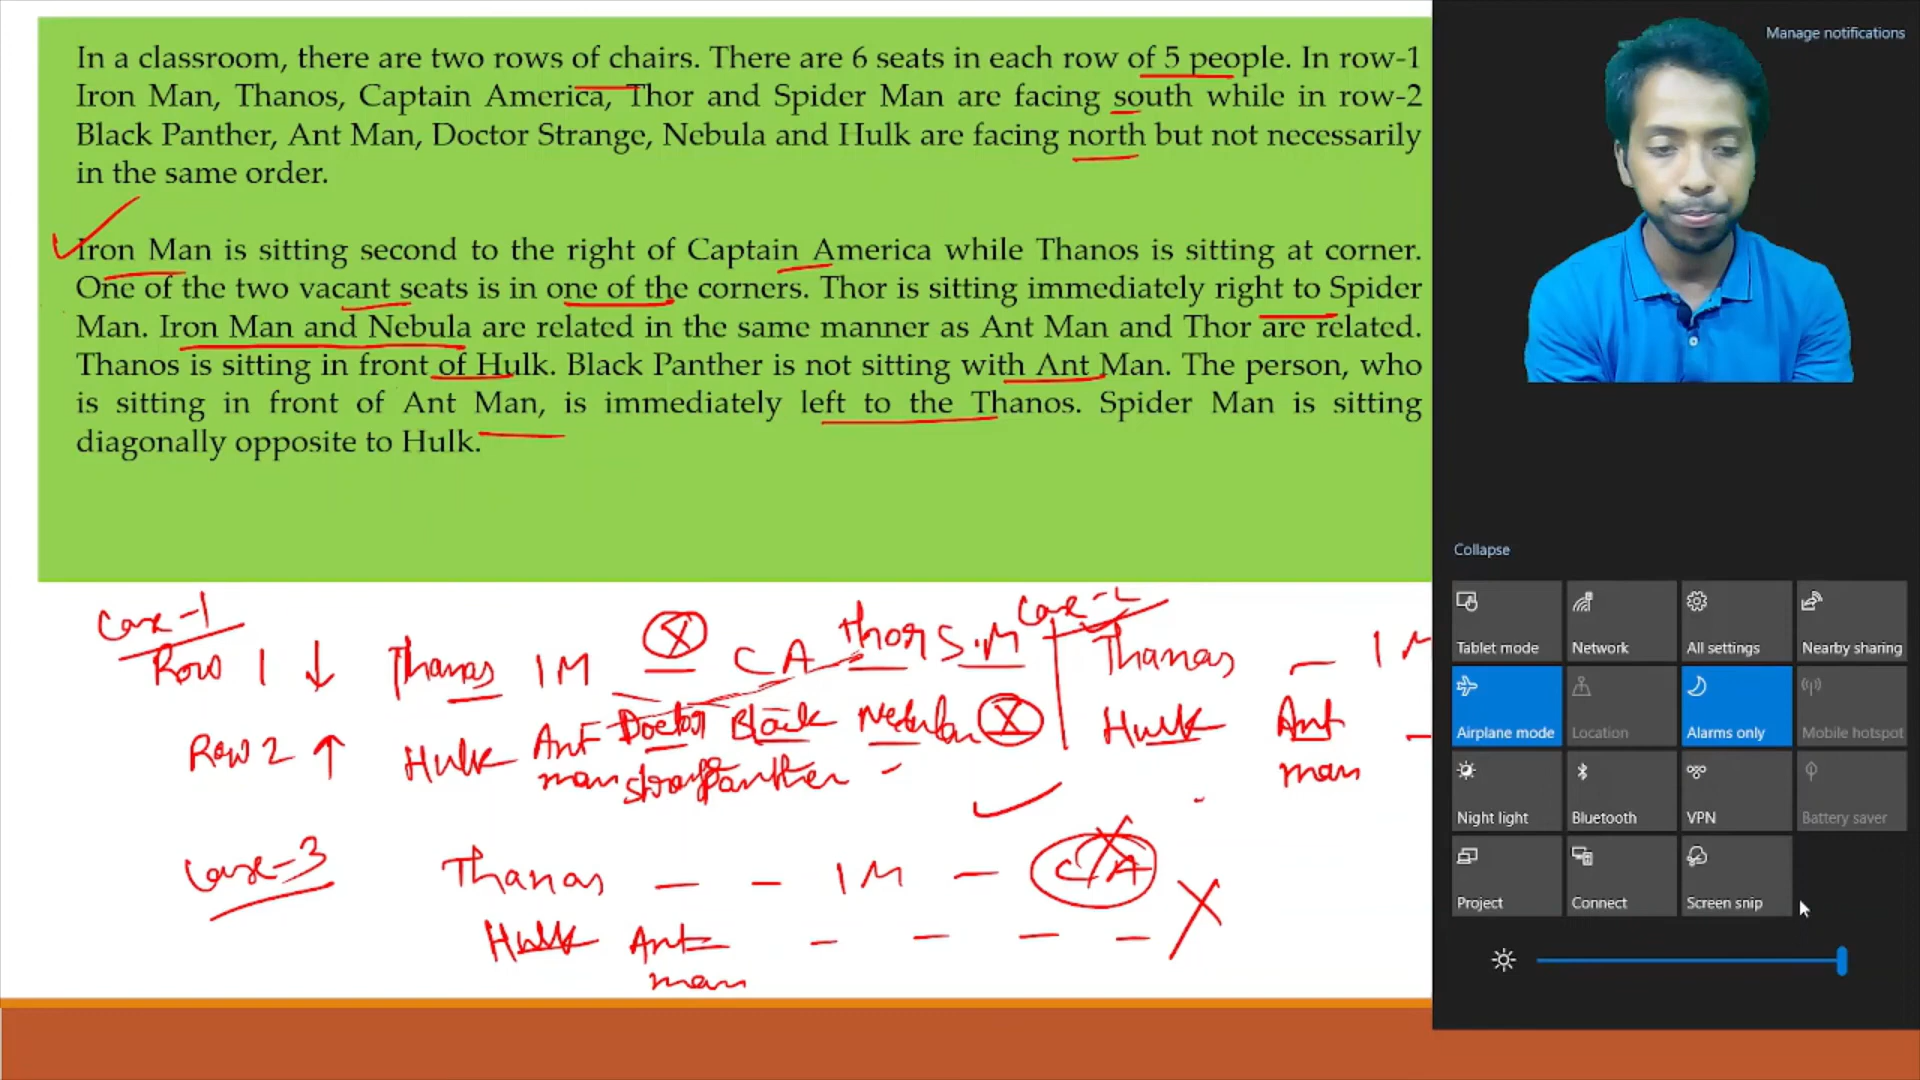 In a classroom, there are two rows of chairs. There are 6 seats in each row of 5 people. In row-1
Iron Man, Thanos, Captain America, Thor and Spider Man are facing south while in row-2
Black Panther, Ant Man, Doctor Strange, Nebula and Hulk are facing north but not necessarily
in the same order.
Iron Man is sitting second to the right of Captain America while Thanos is sitting at corner.
One of the two vacant seats is in one of the corners. Thor is sitting immediately right to Spider
Man. Iron Man and Nebula are related in the same manner as Ant Man and Thor are related.
Thanos is sitting in front of Hulk. Black Panther is not sitting with Ant Man. The person, who
is sitting in front of Ant Man, is immediately left to the Thanos. Spider Man is sitting
diagonally opposite to Hulk.
Case-1
Row 1 ↓ Thanos IM X CA Thor S.M
Row 2 ↑ Hulk Ant man Doctor strange Black Panther Nebula X
Case-2
Thanos _ IM
Hulk Ant man _
Case-3
Thanos _ _ IM _ CA
Hulk Ant man _ _ _ _
Manage notifications
Collapse
Tablet mode Network All settings Nearby sharing
Airplane mode Location Alarms only Mobile hotspot
Night light Bluetooth VPN Battery saver
Project Connect Screen snip